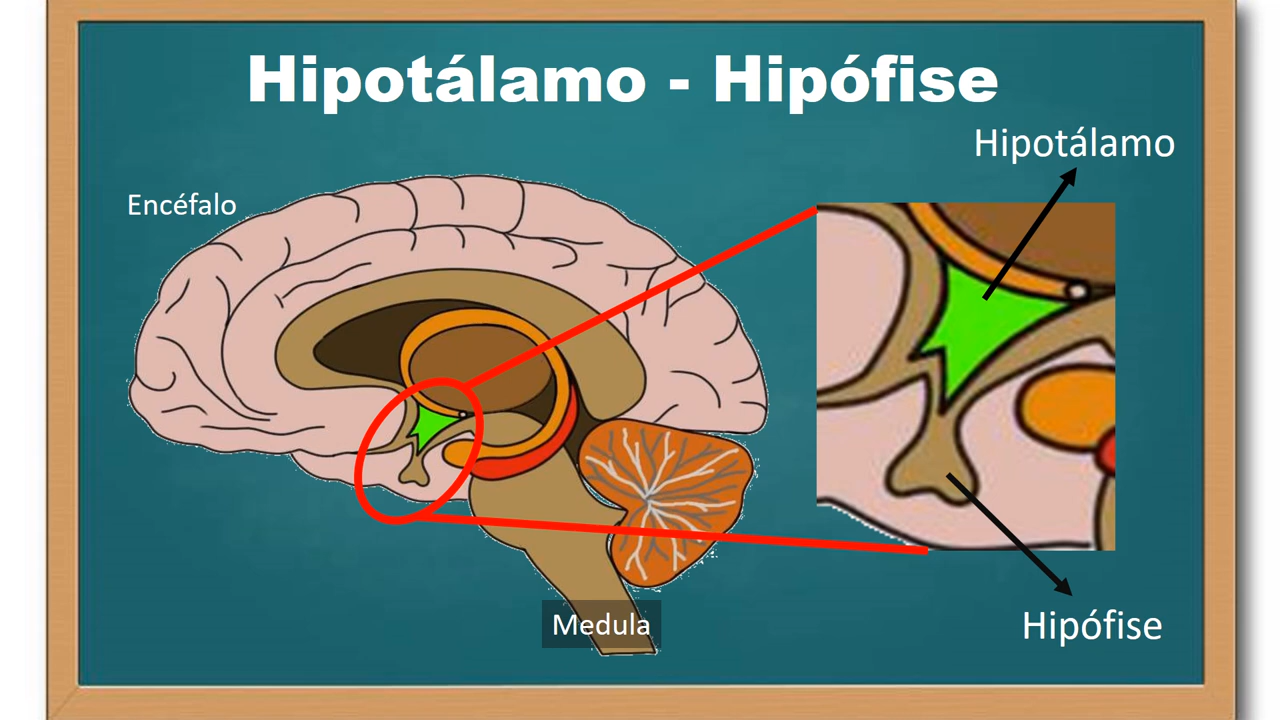 Hipotálamo - Hipófise
Hipotálamo
Encéfalo
Medula
Hipófise